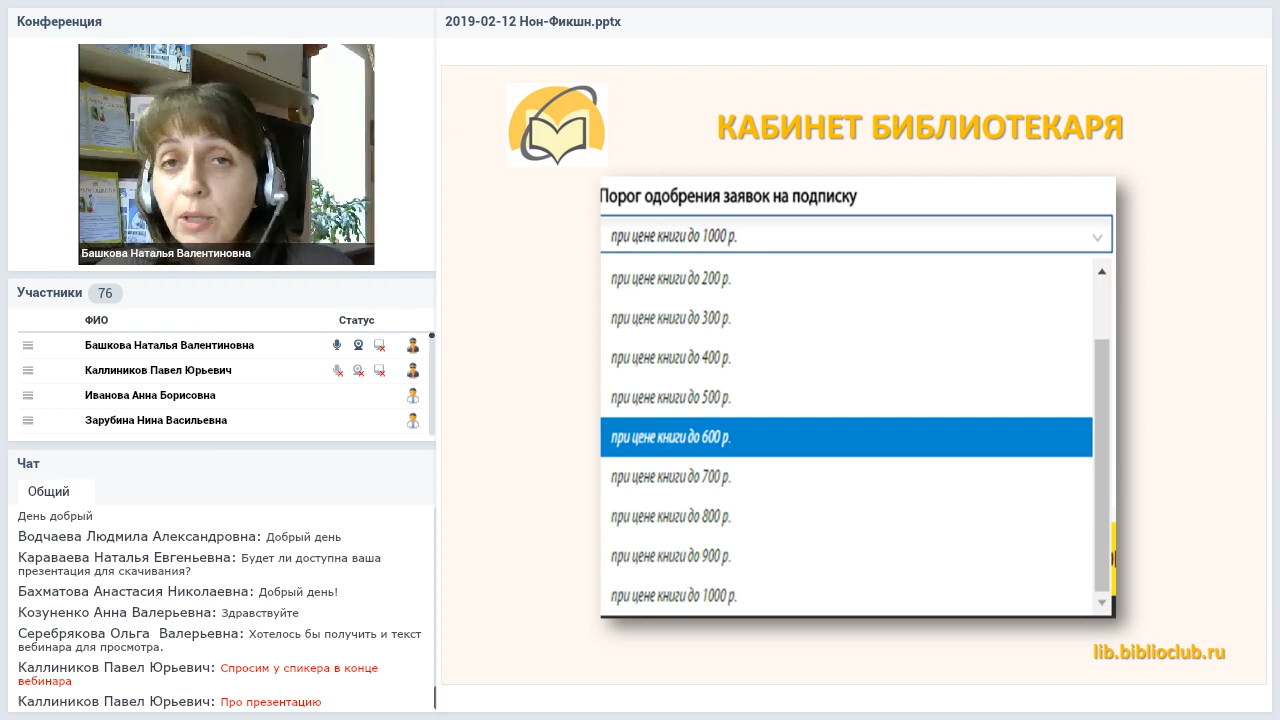 Конференция
Башкова Наталья Валентиновна
Участники 76
ФИО Статус
Башкова Наталья Валентиновна
Каллиников Павел Юрьевич
Иванова Анна Борисовна
Зарубина Нина Васильевна
Чат
Общий
День добрый
Водчаева Людмила Александровна: Добрый день
Караваева Наталья Евгеньевна: Будет ли доступна ваша
презентация для скачивания?
Бахматова Анастасия Николаевна: Добрый день!
Козуненко Анна Валерьевна: Здравствуйте
Серебрякова Ольга Валерьевна: Хотелось бы получить и текст
вебинара для просмотра.
Каллиников Павел Юрьевич: Спросим у спикера в конце
вебинара
Каллиников Павел Юрьевич: Про презентацию
2019-02-12 Нон-Фикшн.pptx
КАБИНЕТ БИБЛИОТЕКАРЯ
Порог одобрения заявок на подписку
при цене книги до 1000 р.
при цене книги до 200 р.
при цене книги до 300 р.
при цене книги до 400 р.
при цене книги до 500 р.
при цене книги до 600 р.
при цене книги до 700 р.
при цене книги до 800 р.
при цене книги до 900 р.
при цене книги до 1000 р.
lib.biblioclub.ru